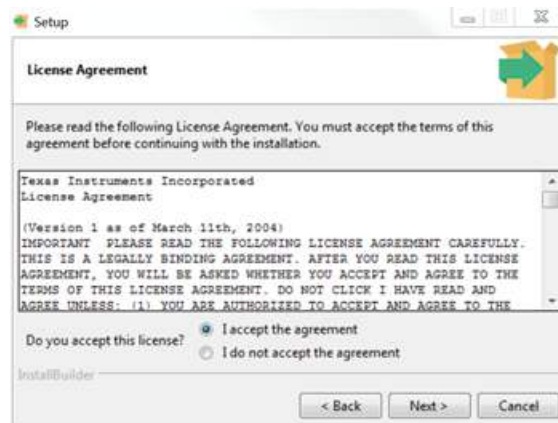 Setup
License Agreement
Please read the following License Agreement. You must accept the terms of this
agreement before continuing with the installation.
Texas Instruments Incorporated
License Agreement
(Version 1 as of March 11th, 2004)
IMPORTANT  PLEASE READ THE FOLLOWING LICENSE AGREEMENT CAREFULLY.
THIS IS A LEGALLY BINDING AGREEMENT. AFTER YOU READ THIS LICENSE
AGREEMENT, YOU WILL BE ASKED WHETHER YOU ACCEPT AND AGREE TO THE
TERMS OF THIS LICENSE AGREEMENT. DO NOT CLICK I HAVE READ AND
AGREE UNLESS: (1) YOU ARE AUTHORIZED TO ACCEPT AND AGREE TO THE
Do you accept this license?
I accept the agreement
I do not accept the agreement
InstallBuilder
< Back Next > Cancel